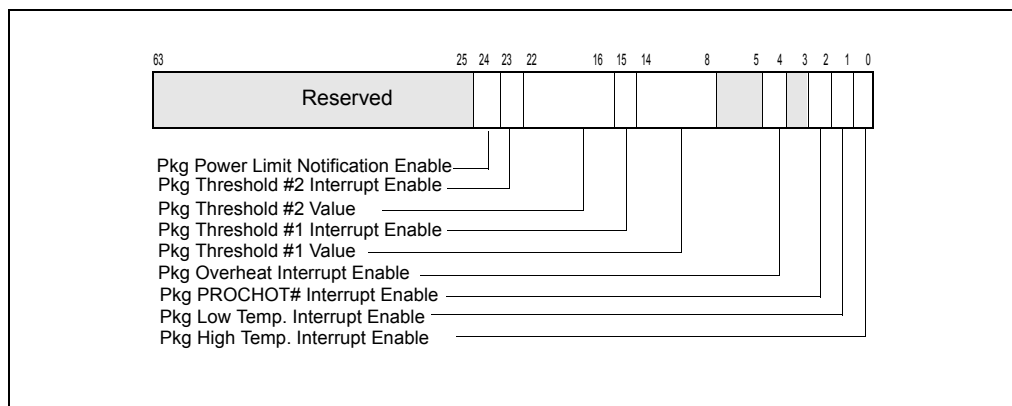 63 25 24 23 22 16 15 14 8 5 4 3 2 1 0
Reserved
Pkg Power Limit Notification Enable
Pkg Threshold #2 Interrupt Enable
Pkg Threshold #2 Value
Pkg Threshold #1 Interrupt Enable
Pkg Threshold #1 Value
Pkg Overheat Interrupt Enable
Pkg PROCHOT# Interrupt Enable
Pkg Low Temp. Interrupt Enable
Pkg High Temp. Interrupt Enable